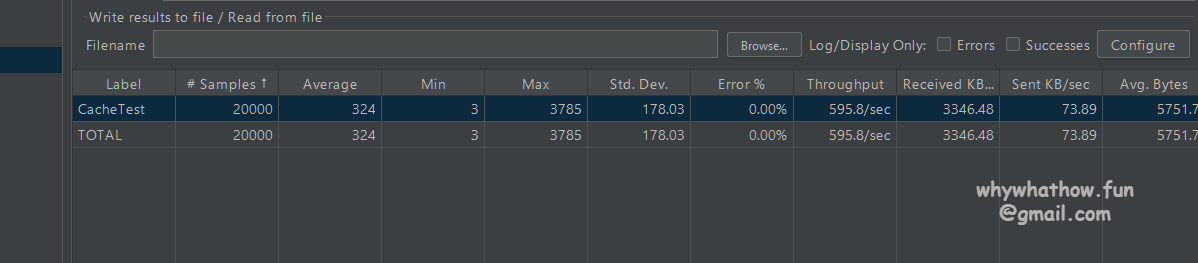 Write results to file / Read from file
Filename Browse... Log/Display Only: Errors Successes Configure
Label # Samples ↑ Average Min Max Std. Dev. Error % Throughput Received KB... Sent KB/sec Avg. Bytes
CacheTest 20000 324 3 3785 178.03 0.00% 595.8/sec 3346.48 73.89 5751.7
TOTAL 20000 324 3 3785 178.03 0.00% 595.8/sec 3346.48 73.89 5751.7
whywhathow.fun
@gmail.com